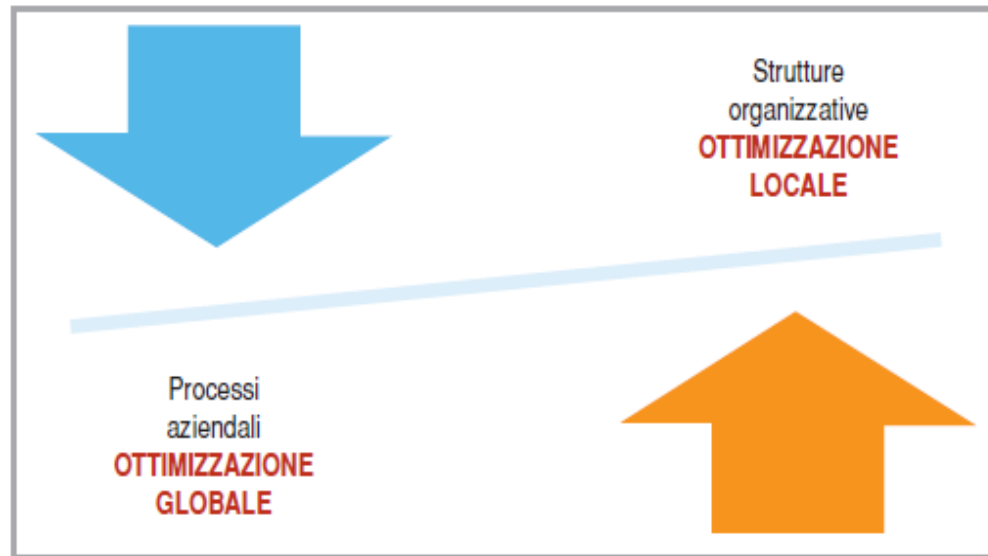 Strutture
organizzative
OTTIMIZZAZIONE
LOCALE
Processi
aziendali
OTTIMIZZAZIONE
GLOBALE